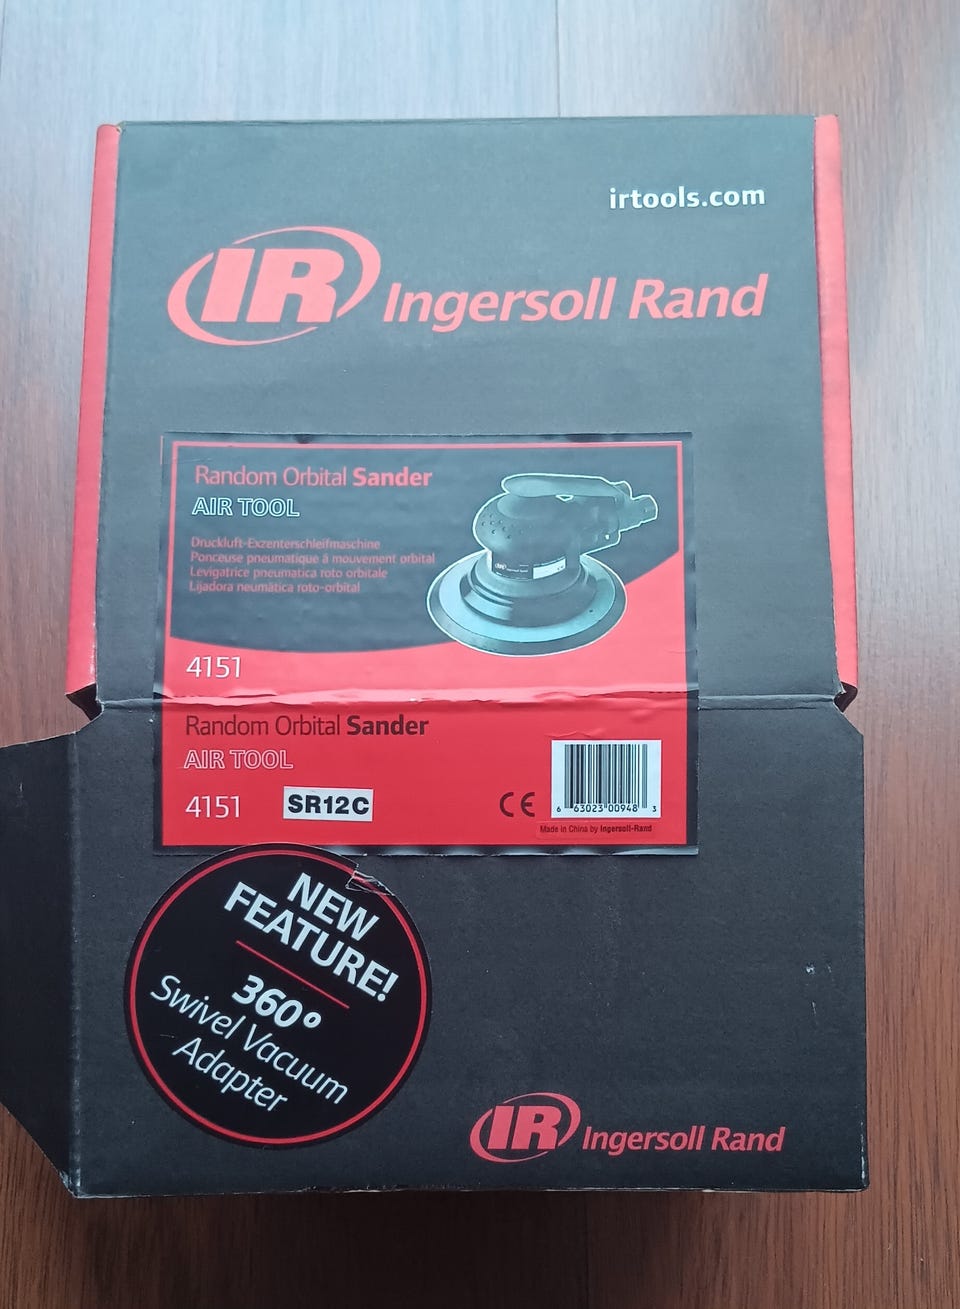 irtools.com
IR Ingersoll Rand
Random Orbital Sander
AIR TOOL
Druckluft-Exzenterschleifmaschine
Ponceuse pneumatique à mouvement orbital
Levigatrice pneumatica roto orbitale
Lijadora neumática roto-orbital
4151
Random Orbital Sander
AIR TOOL
4151 SR12C CE
6 63023 00948 3
Made in China by Ingersoll-Rand
NEW
FEATURE!
360°
Swivel Vacuum
Adapter
IR Ingersoll Rand